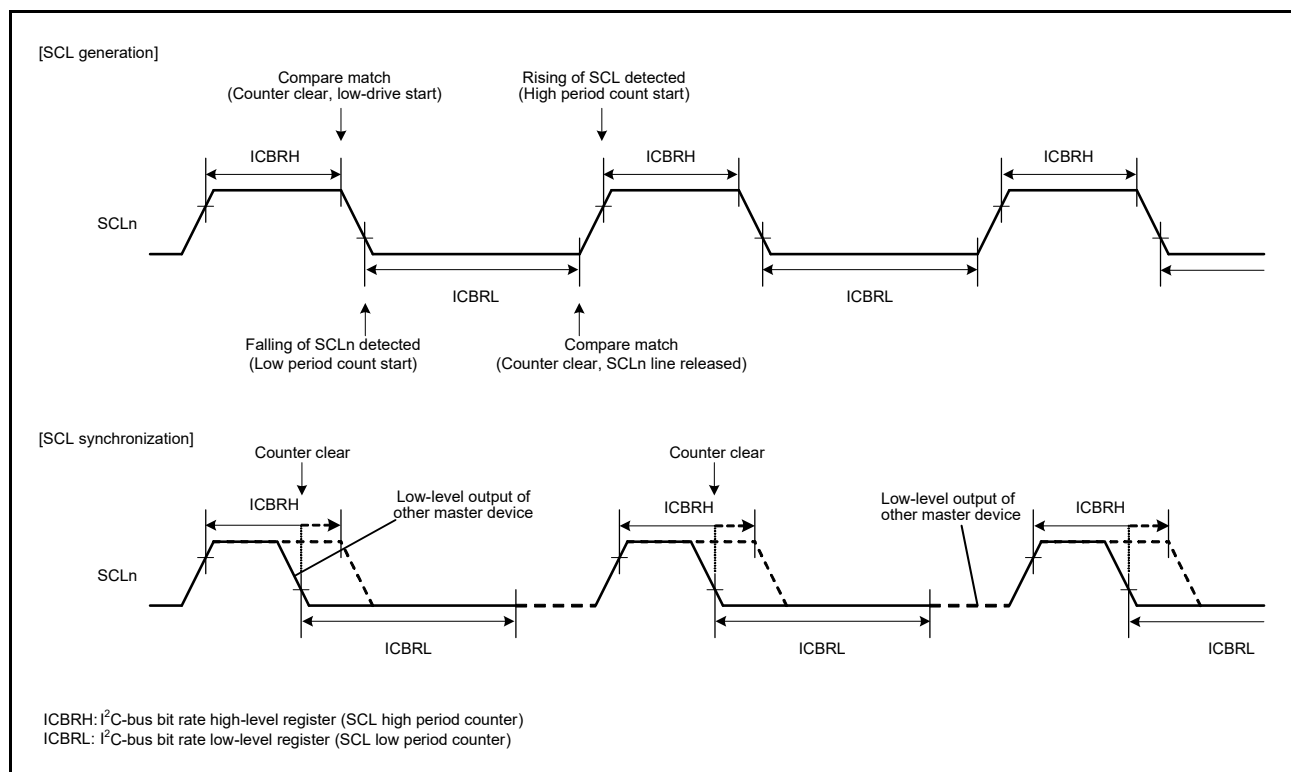 [SCL generation]
Compare match
(Counter clear, low-drive start)
Rising of SCL detected
(High period count start)
ICBRH
ICBRH
ICBRH
SCLn
ICBRL
ICBRL
Falling of SCLn detected
(Low period count start)
Compare match
(Counter clear, SCLn line released)
[SCL synchronization]
Counter clear
Counter clear
ICBRH
Low-level output of
other master device
ICBRH
Low-level output of
other master device
ICBRH
SCLn
ICBRL
ICBRL
ICBRL
ICBRH: I²C-bus bit rate high-level register (SCL high period counter)
ICBRL: I²C-bus bit rate low-level register (SCL low period counter)